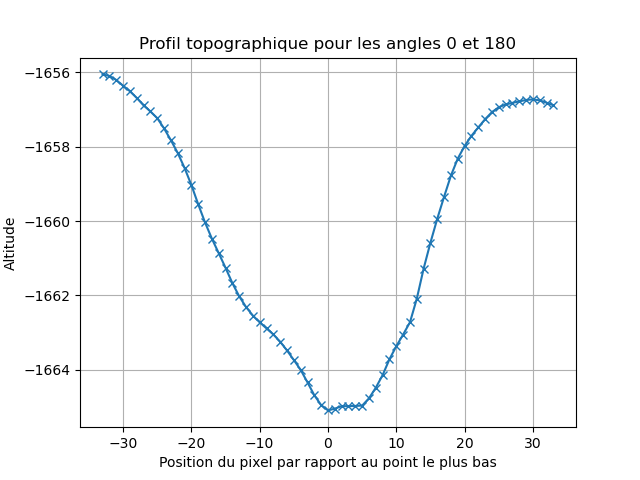 Profil topographique pour les angles 0 et 180
Altitude
−1656
−1658
−1660
−1662
−1664
−30 −20 −10 0 10 20 30
Position du pixel par rapport au point le plus bas